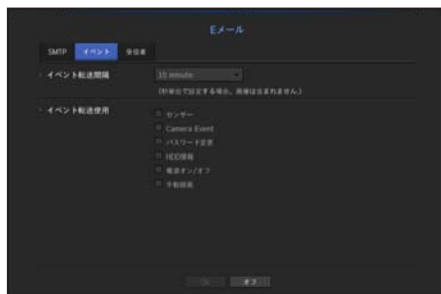 Eメール
SMTP イベント 受信者
イベント転送間隔 10 minute
(秒単位で設定する場合、画像は含まれません。)
イベント転送使用
センサー
Camera Event
パスワード変更
HDD情報
電源オン/オフ
手動録画
Ok オフ